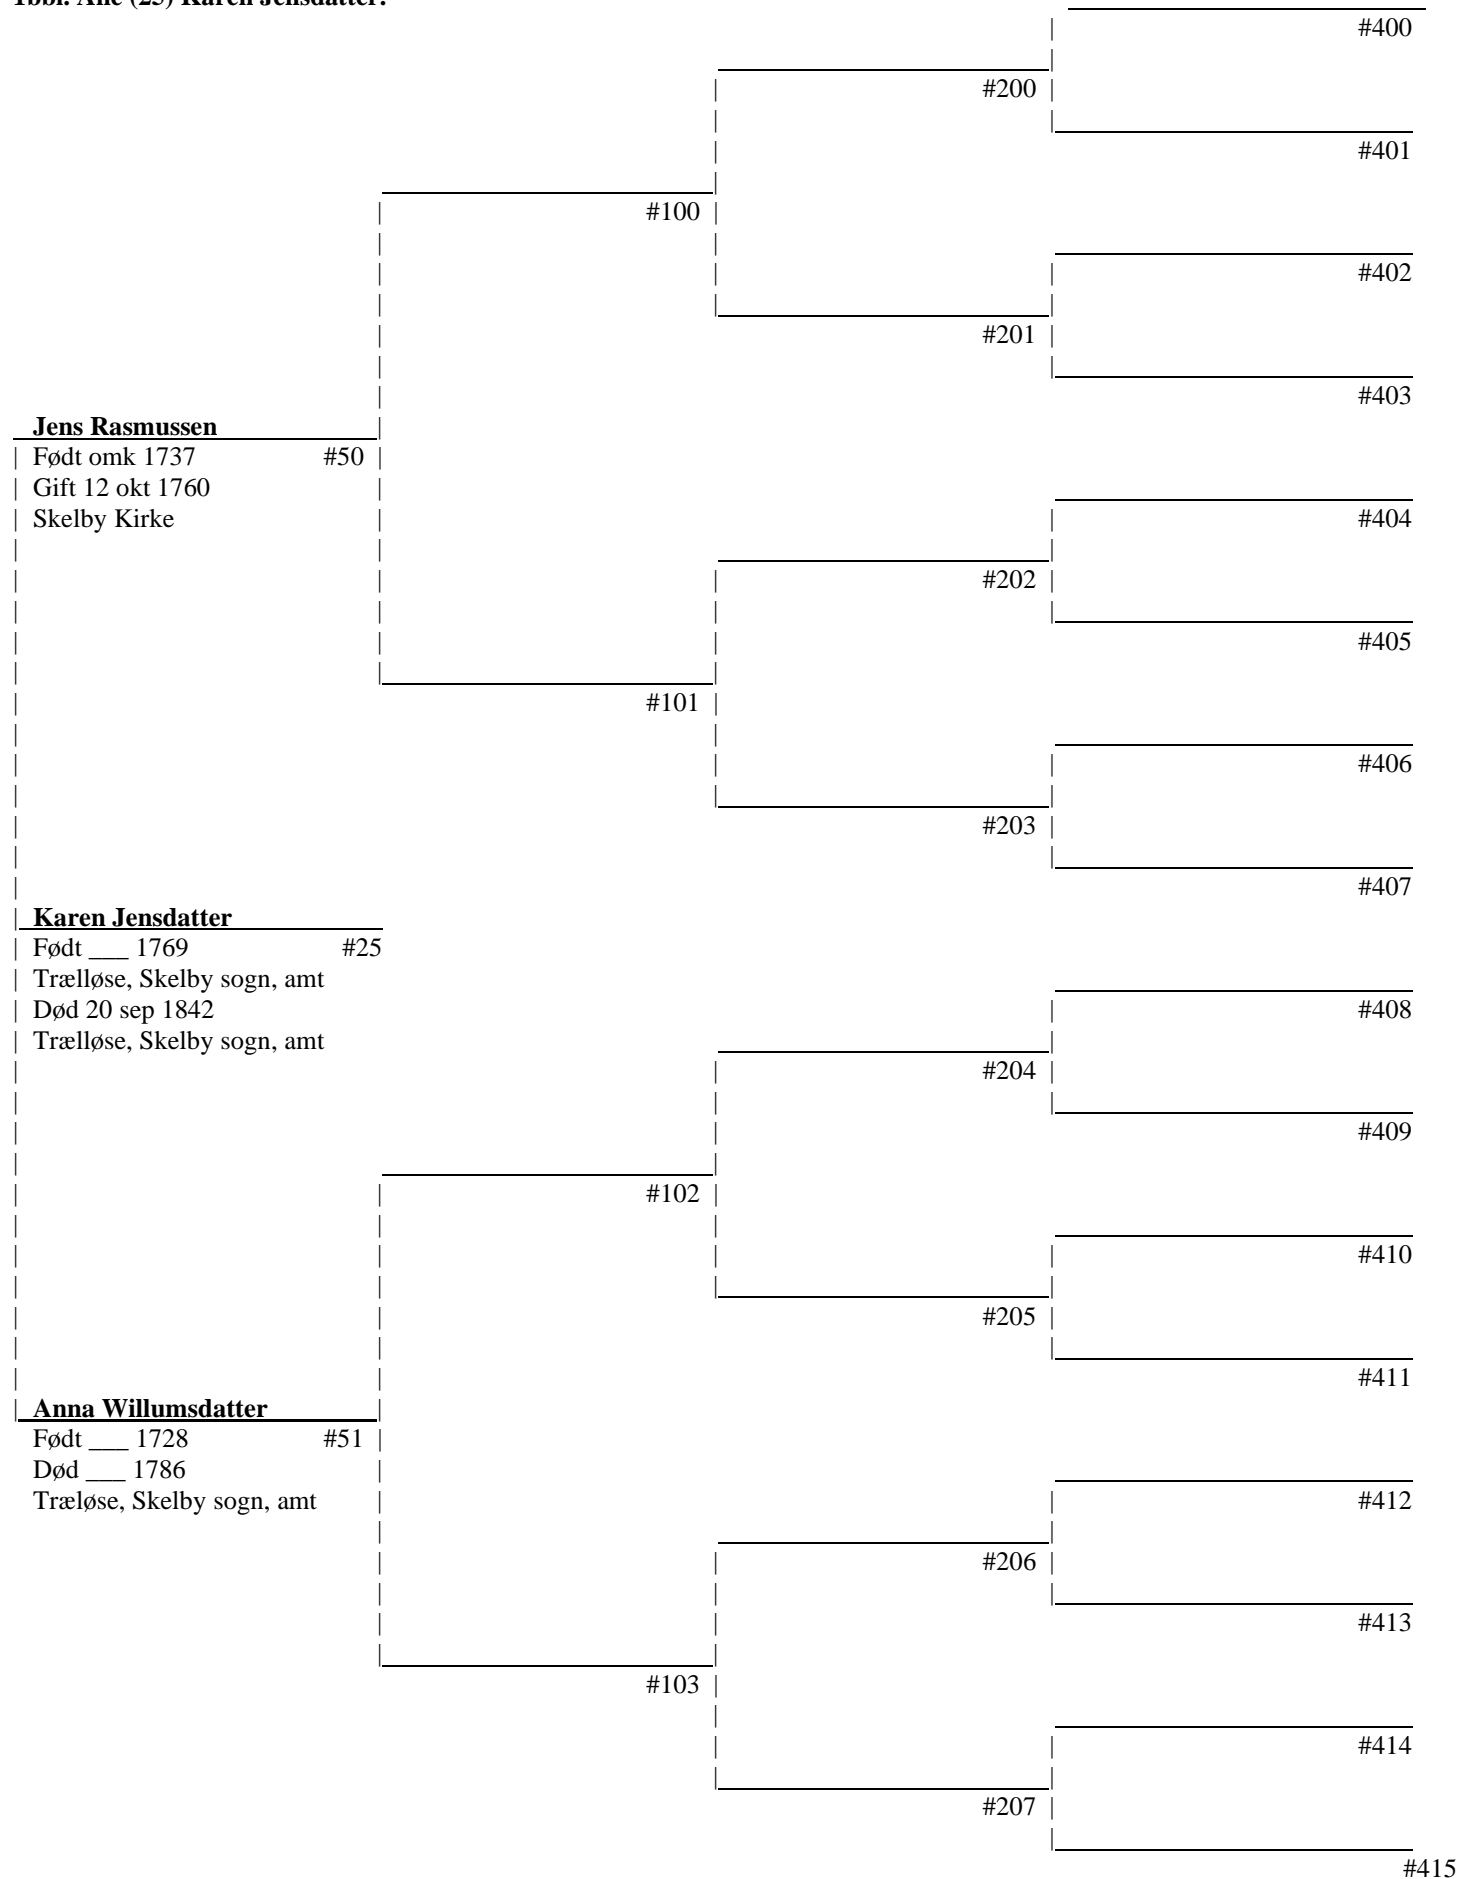 #400
#200
#401
#100
#402
#201
#403
Jens Rasmussen
Født omk 1737 #50
Gift 12 okt 1760
Skelby Kirke
#404
#202
#405
#101
#406
#203
#407
Karen Jensdatter
Født ___ 1769 #25
Trælløse, Skelby sogn, amt
Død 20 sep 1842
Trælløse, Skelby sogn, amt
#408
#204
#409
#102
#410
#205
#411
Anna Willumsdatter
Født ___ 1728 #51
Død ___ 1786
Træløse, Skelby sogn, amt
#412
#206
#413
#103
#414
#207
#415